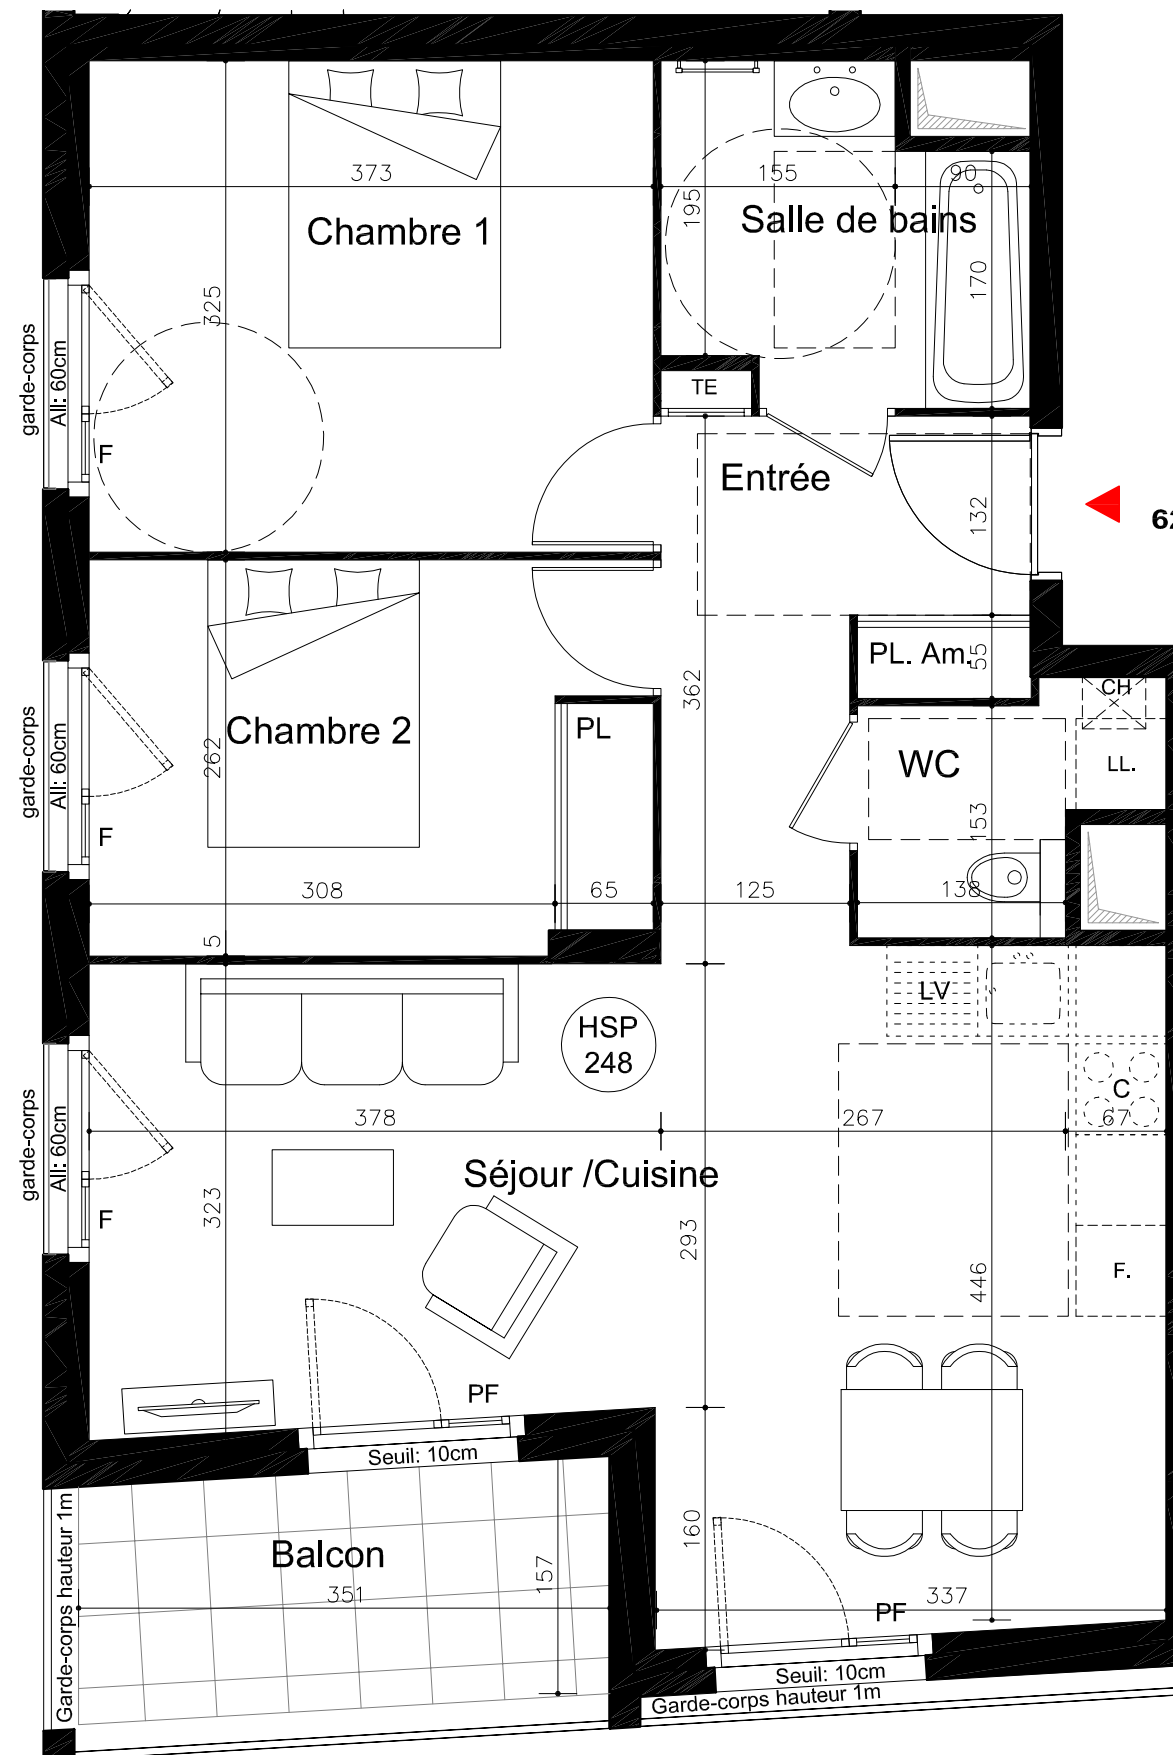 373
155
90
195
Chambre 1
Salle de bains
170
325
garde-corps
All: 60cm
F
TE
Entrée
132
62
PL. Am.
55
362
CH
LL.
garde-corps
All: 60cm
F
Chambre 2
262
PL
WC
153
308
65
125
138
5
LV
HSP
248
C
378
267
67
garde-corps
All: 60cm
F
Séjour /Cuisine
323
293
446
F.
PF
Seuil: 10cm
Garde-corps hauteur 1m
Balcon
351
157
160
337
PF
Seuil: 10cm
Garde-corps hauteur 1m